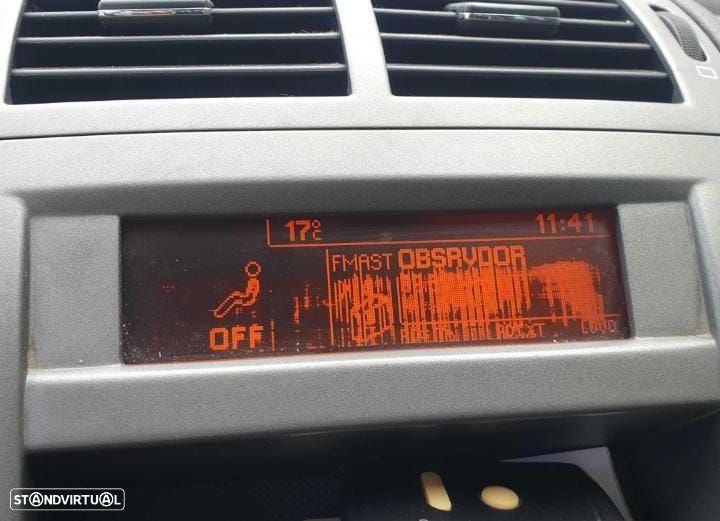 17°C 11:41
FMAST OBSRVDOR
OFF
LOUD
STANDVIRTUAL